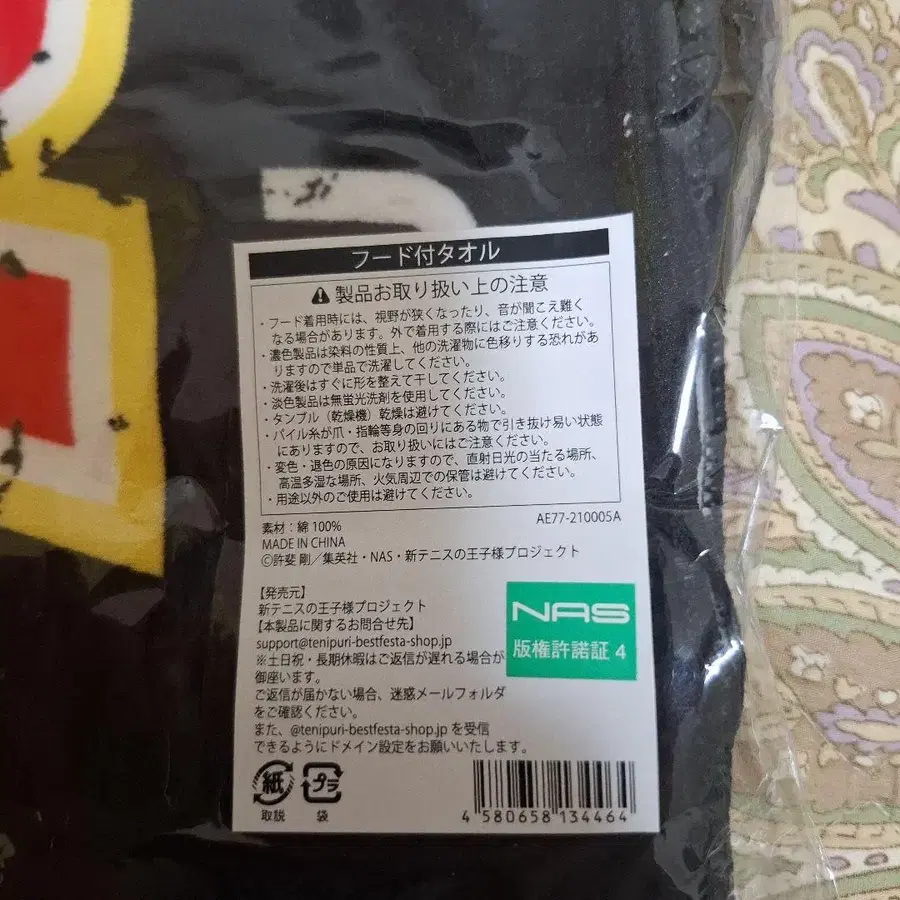 フード付タオル
製品お取り扱い上の注意
・フード着用時には、視野が狭くなったり、音が聞こえ難く
なる場合があります。外で着用する際にはご注意ください。
・濃色製品は染料の性質上、他の洗濯物に色移りする恐れがあ
りますので単品で洗濯してください。
・洗濯後はすぐに形を整えて干してください。
・淡色製品は無蛍光洗剤を使用してください。
・タンブル（乾燥機）乾燥は避けてください。
・パイル糸が爪・指輪等身の回りにある物で引き抜け易い状態
にありますので、お取り扱いにはご注意ください。
・変色・退色の原因になりますので、直射日光の当たる場所、
高温多湿な場所、火気周辺での保管は避けてください。
・用途以外のご使用は避けてください。
素材：綿 100%
AE77-210005A
MADE IN CHINA
©許斐 剛／集英社・NAS・新テニスの王子様プロジェクト
【発売元】
新テニスの王子様プロジェクト
【本製品に関するお問合せ先】
support@tenipuri-bestfesta-shop.jp
※土日祝・長期休暇はご返信が遅れる場合が
御座います。
ご返信が届かない場合、迷惑メールフォルダ
をご確認ください。
また、@tenipuri-bestfesta-shop.jp を受信
できるようにドメイン設定をお願いいたします。
NAS
版権許諾証 4
紙
プラ
取説
袋
4 580658 134464